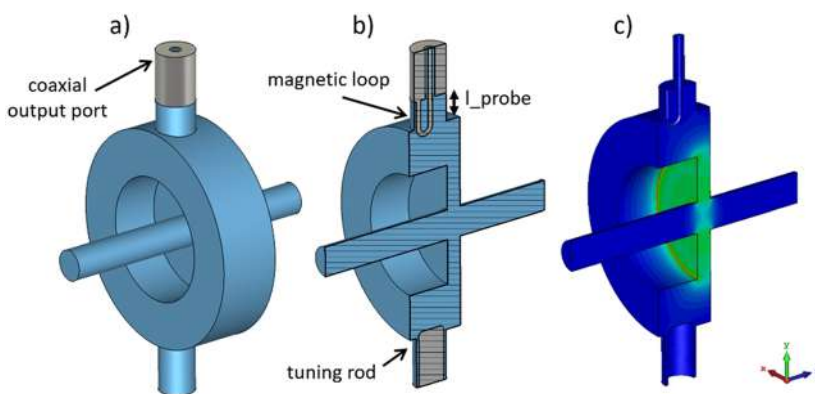 a)
b)
c)
coaxial
output port
magnetic loop
l_probe
tuning rod
y
x